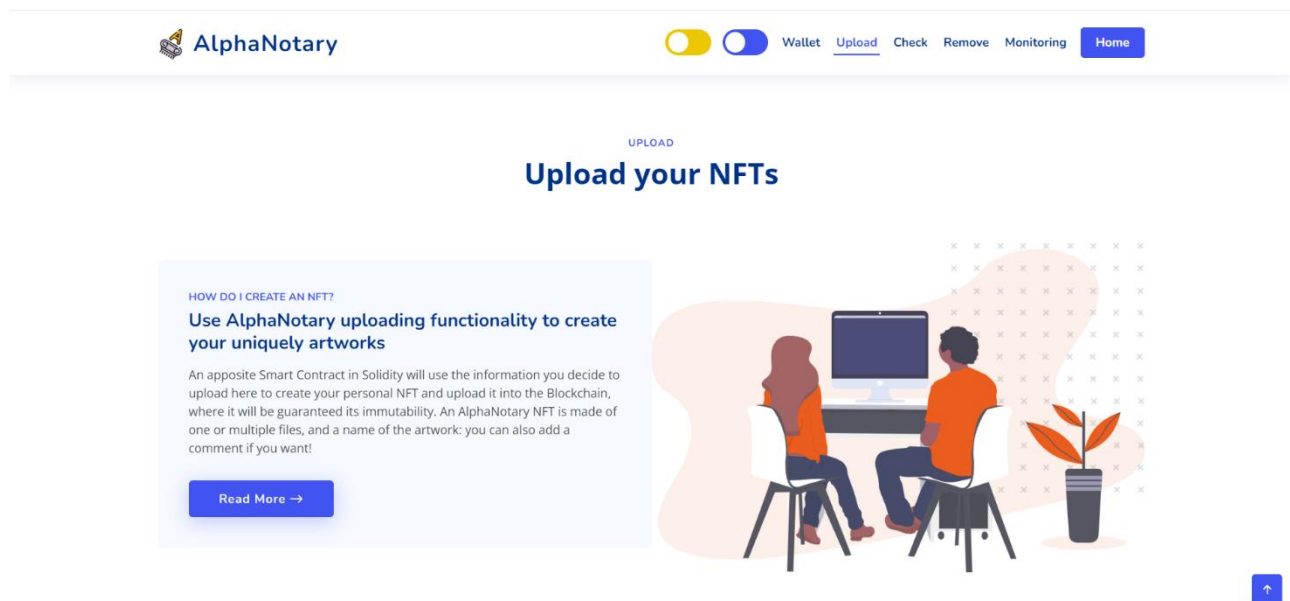 AlphaNotary
Wallet Upload Check Remove Monitoring Home
UPLOAD
Upload your NFTs
HOW DO I CREATE AN NFT?
Use AlphaNotary uploading functionality to create
your uniquely artworks
An apposite Smart Contract in Solidity will use the information you decide to
upload here to create your personal NFT and upload it into the Blockchain,
where it will be guaranteed its immutability. An AlphaNotary NFT is made of
one or multiple files, and a name of the artwork: you can also add a
comment if you want!
Read More →